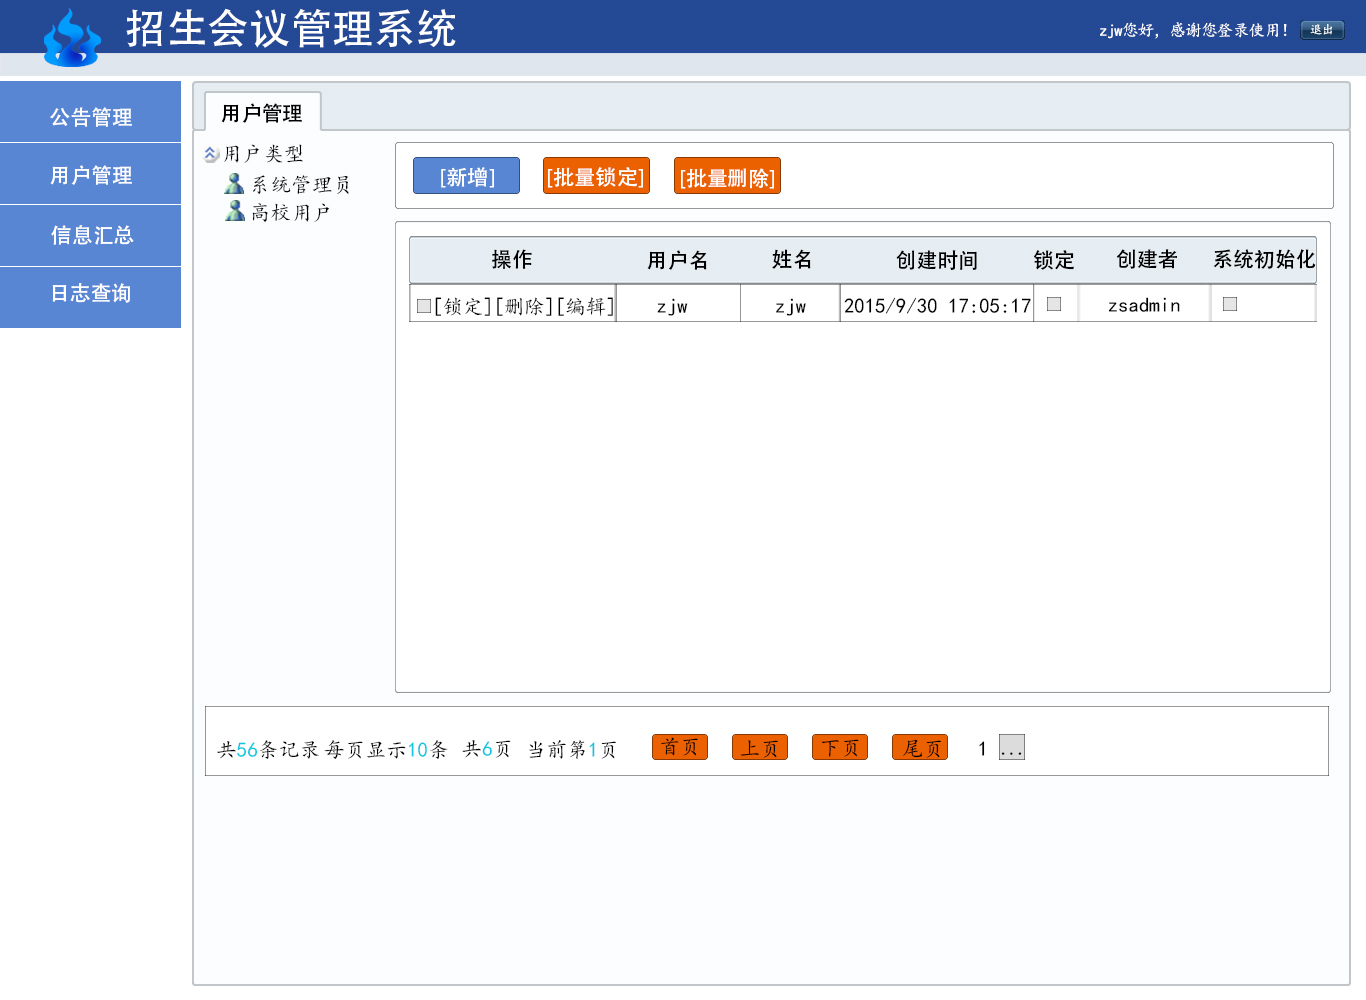 招生会议管理系统
zjw您好，感谢您登录使用！ 退出
公告管理
用户管理
信息汇总
日志查询
用户管理
用户类型
系统管理员
高校用户
[新增] [批量锁定] [批量删除]
操作 用户名 姓名 创建时间 锁定 创建者 系统初始化
[锁定][删除][编辑] zjw zjw 2015/9/30 17:05:17 zsadmin
共56条记录 每页显示10条 共6页 当前第1页 首页 上页 下页 尾页 1 ...